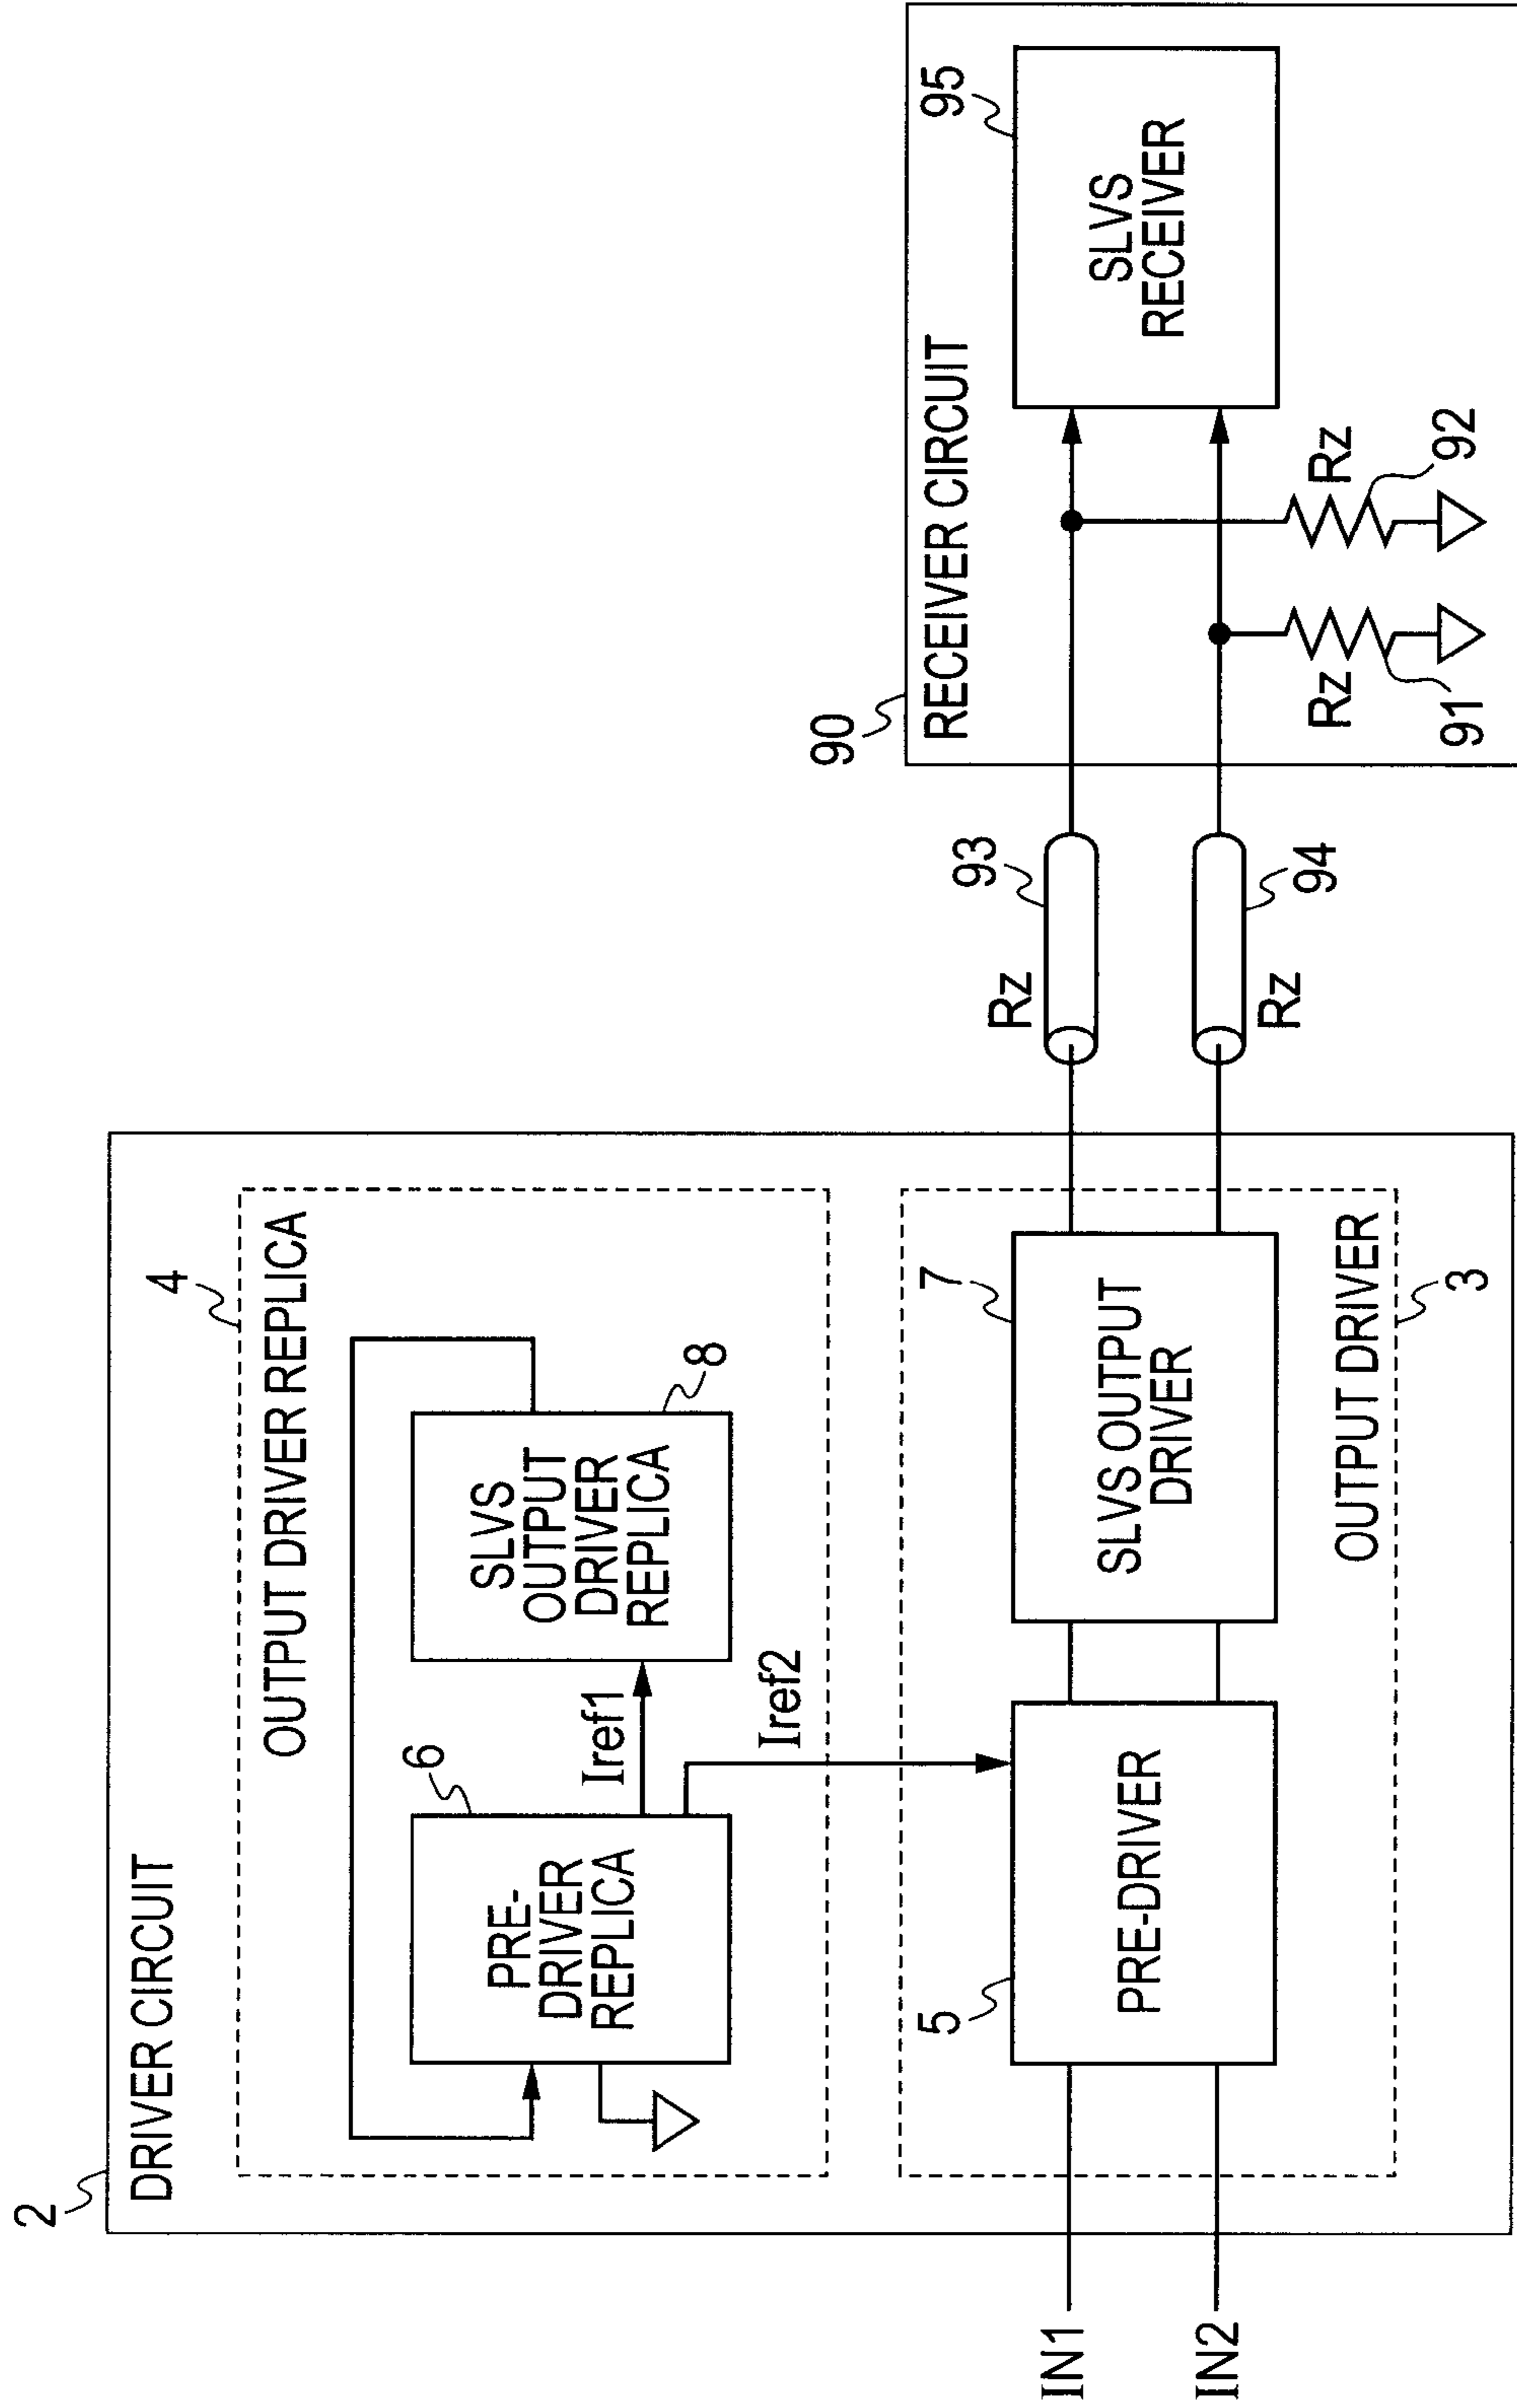 2
DRIVER CIRCUIT
4
OUTPUT DRIVER REPLICA
6
PRE-
DRIVER
REPLICA
Iref1
SLVS
OUTPUT
DRIVER
REPLICA
8
Iref2
IN1
IN2
5
PRE-DRIVER
7
SLVS OUTPUT
DRIVER
OUTPUT DRIVER
3
Rz
93
Rz
94
90
RECEIVER CIRCUIT
95
SLVS
RECEIVER
Rz
91
Rz
92